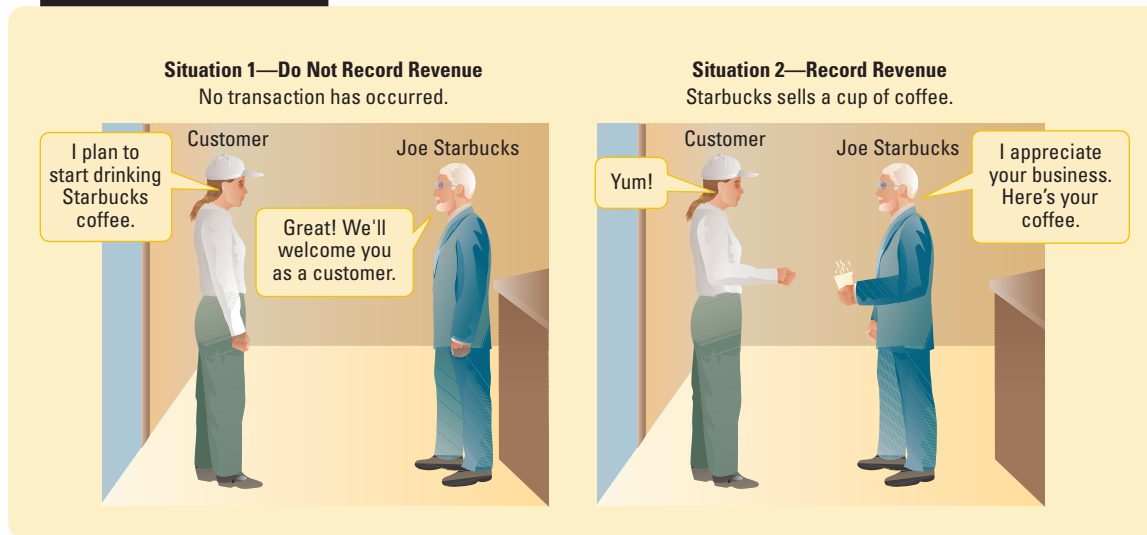 Situation 1—Do Not Record Revenue
No transaction has occurred.
Customer
Joe Starbucks
I plan to
start drinking
Starbucks
coffee.
Great! We'll
welcome you
as a customer.
Situation 2—Record Revenue
Starbucks sells a cup of coffee.
Customer
Joe Starbucks
Yum!
I appreciate
your business.
Here's your
coffee.